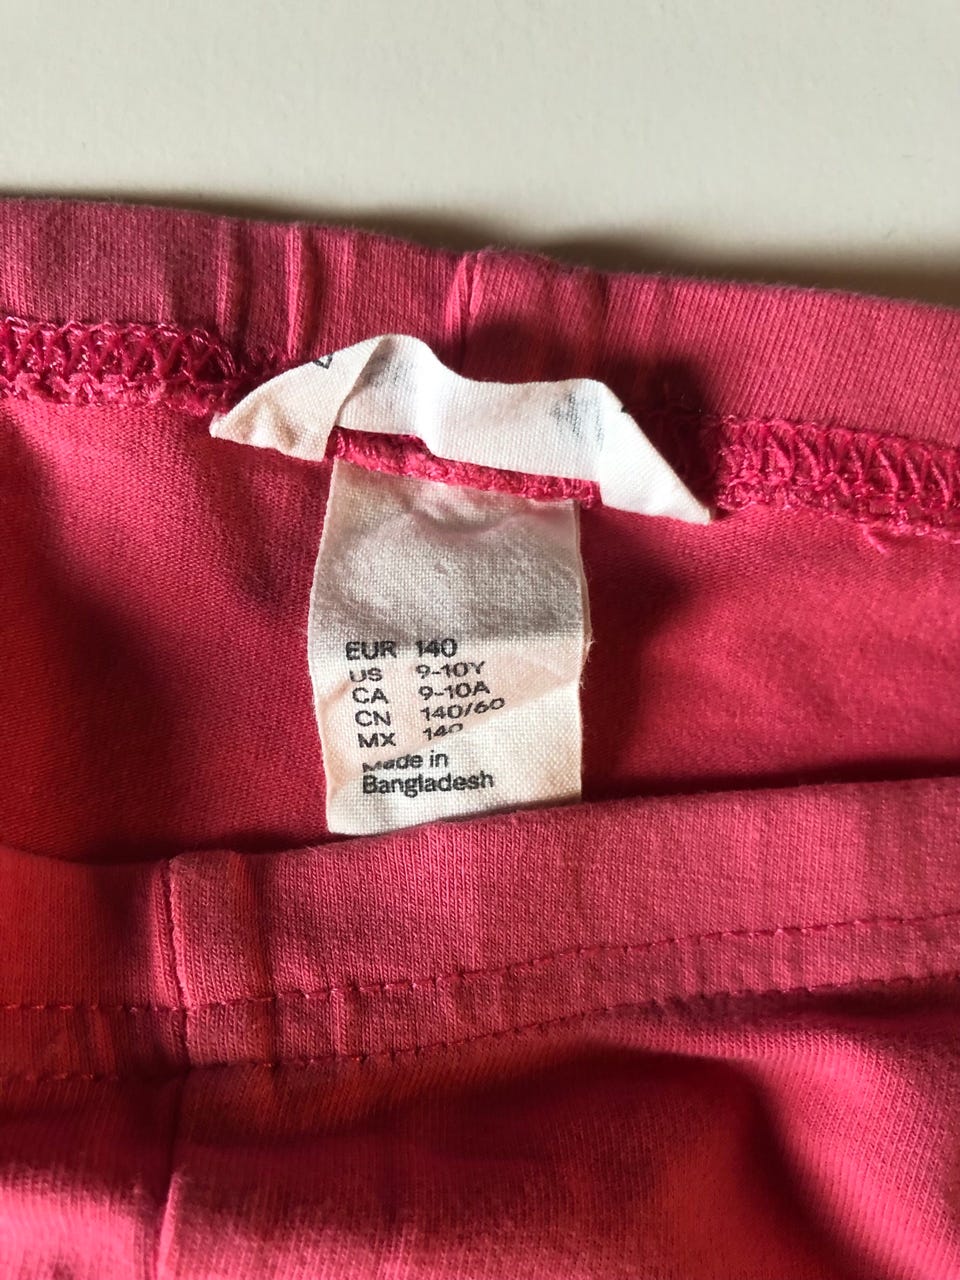 EUR 140
US 9-10Y
CA 9-10A
CN 140/60
MX 140
Made in
Bangladesh